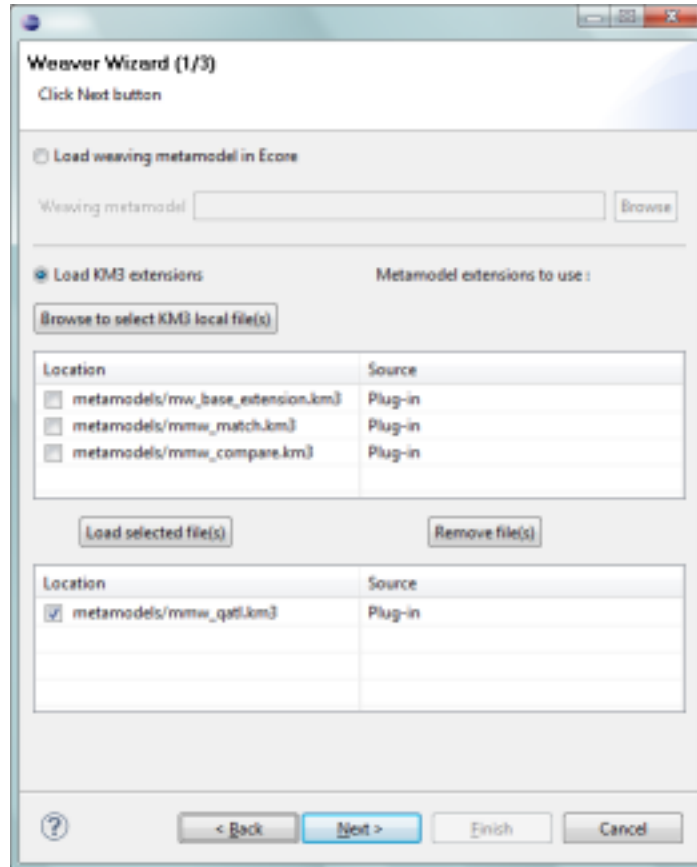 Weaver Wizard (1/3)
Click Next button
Load weaving metamodel in Ecore
Weaving metamodel
Browse
Load KM3 extensions
Metamodel extensions to use :
Browse to select KM3 local file(s)
Location Source
metamodels/mw_base_extension.km3 Plug-in
metamodels/mmw_match.km3 Plug-in
metamodels/mmw_compare.km3 Plug-in
Load selected file(s) Remove file(s)
Location Source
metamodels/mmw_qatl.km3 Plug-in
? < Back Next > Finish Cancel